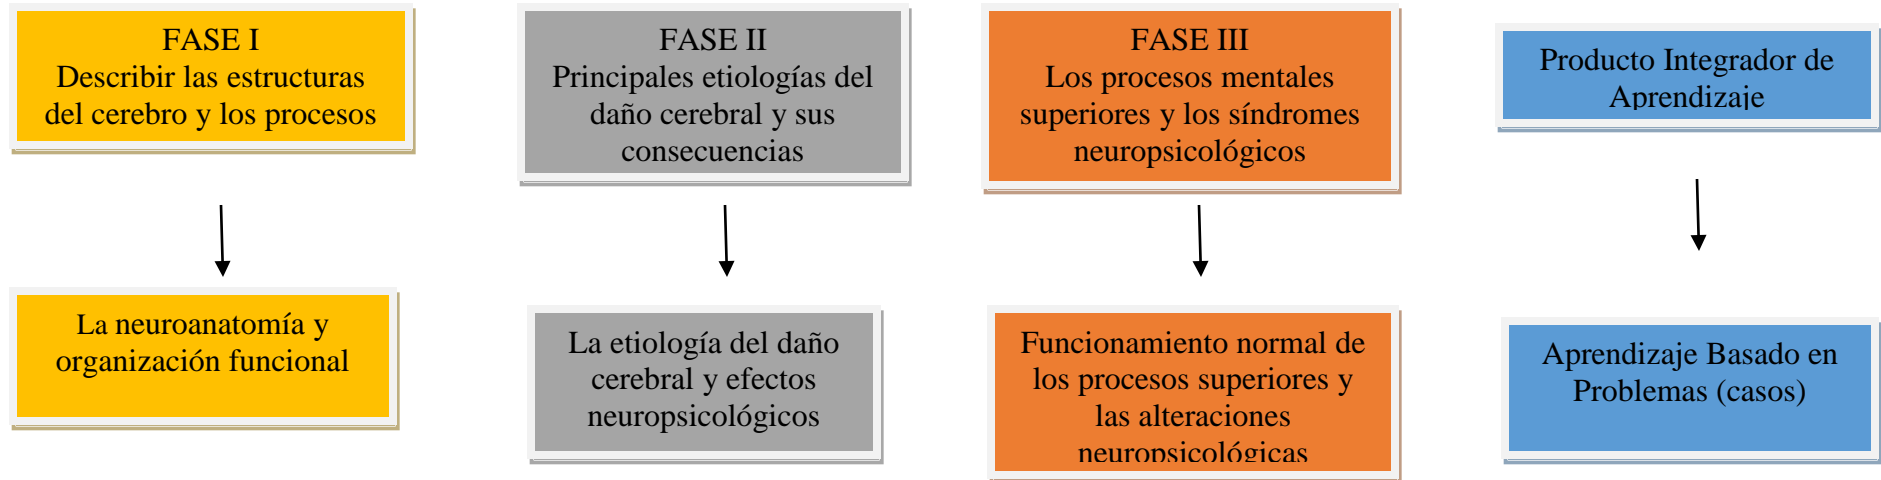 FASE I
Describir las estructuras
del cerebro y los procesos
FASE II
Principales etiologías del
daño cerebral y sus
consecuencias
FASE III
Los procesos mentales
superiores y los síndromes
neuropsicológicos
Producto Integrador de
Aprendizaje
La neuroanatomía y
organización funcional
La etiología del daño
cerebral y efectos
neuropsicológicos
Funcionamiento normal de
los procesos superiores y
las alteraciones
neuropsicológicas
Aprendizaje Basado en
Problemas (casos)